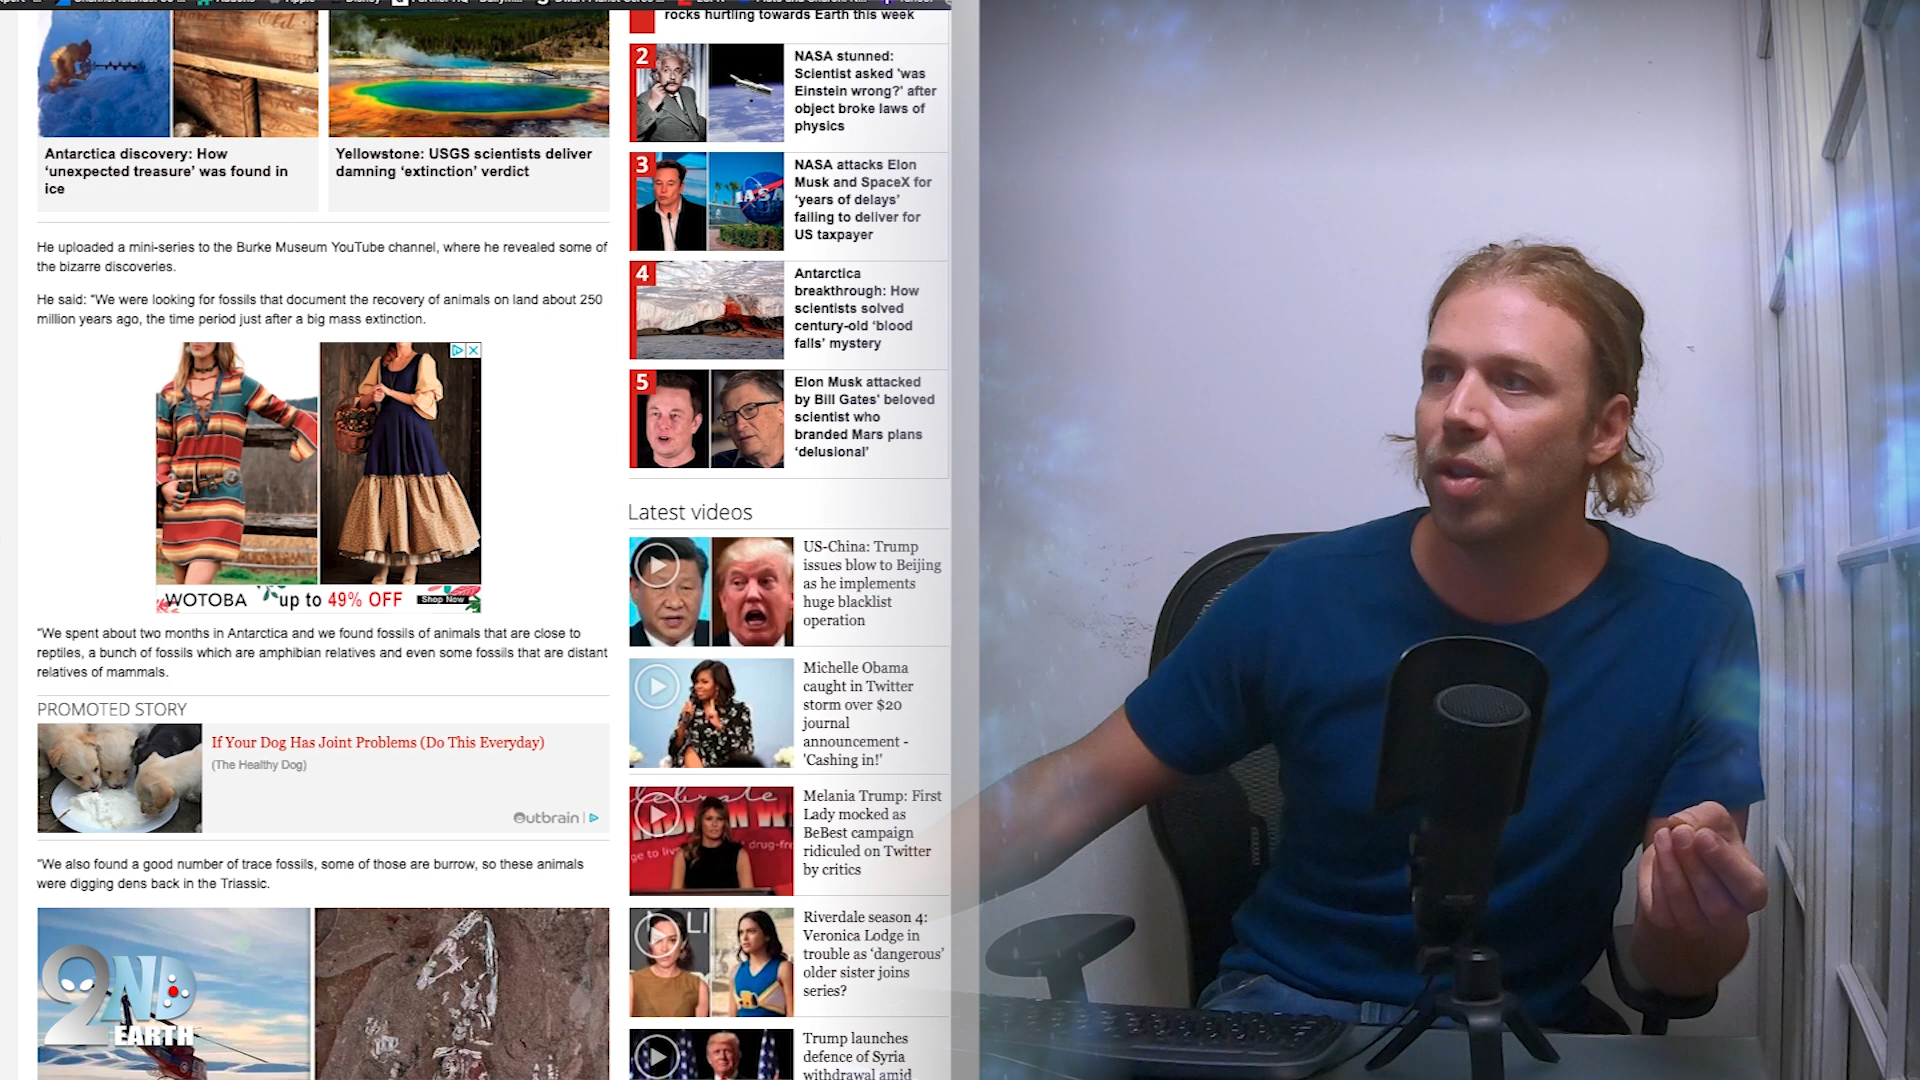 Old
Antarctica discovery: How
‘unexpected treasure’ was found in
ice
Yellowstone: USGS scientists deliver
damning ‘extinction’ verdict
He uploaded a mini-series to the Burke Museum YouTube channel, where he revealed some of
the bizarre discoveries.
He said: “We were looking for fossils that document the recovery of animals on land about 250
million years ago, the time period just after a big mass extinction.
WOTOBA up to 49% OFF Shop Now
“We spent about two months in Antarctica and we found fossils of animals that are close to
reptiles, a bunch of fossils which are amphibian relatives and even some fossils that are distant
relatives of mammals.
PROMOTED STORY
If Your Dog Has Joint Problems (Do This Everyday)
(The Healthy Dog)
Outbrain
“We also found a good number of trace fossils, some of those are burrow, so these animals
were digging dens back in the Triassic.
2ND
EARTH
rocks hurtling towards Earth this week
2
NASA stunned:
Scientist asked ‘was
Einstein wrong?’ after
object broke laws of
physics
3
NASA
NASA attacks Elon
Musk and SpaceX for
‘years of delays’
failing to deliver for
US taxpayer
4
Antarctica
breakthrough: How
scientists solved
century-old ‘blood
falls’ mystery
5
Elon Musk attacked
by Bill Gates’ beloved
scientist who
branded Mars plans
‘delusional’
Latest videos
US-China: Trump
issues blow to Beijing
as he implements
huge blacklist
operation
Michelle Obama
caught in Twitter
storm over $20
journal
announcement -
'Cashing in!'
Melania Trump: First
Lady mocked as
BeBest campaign
ridiculed on Twitter
by critics
Riverdale season 4:
Veronica Lodge in
trouble as ‘dangerous’
older sister joins
series?
Trump launches
defence of Syria
withdrawal amid